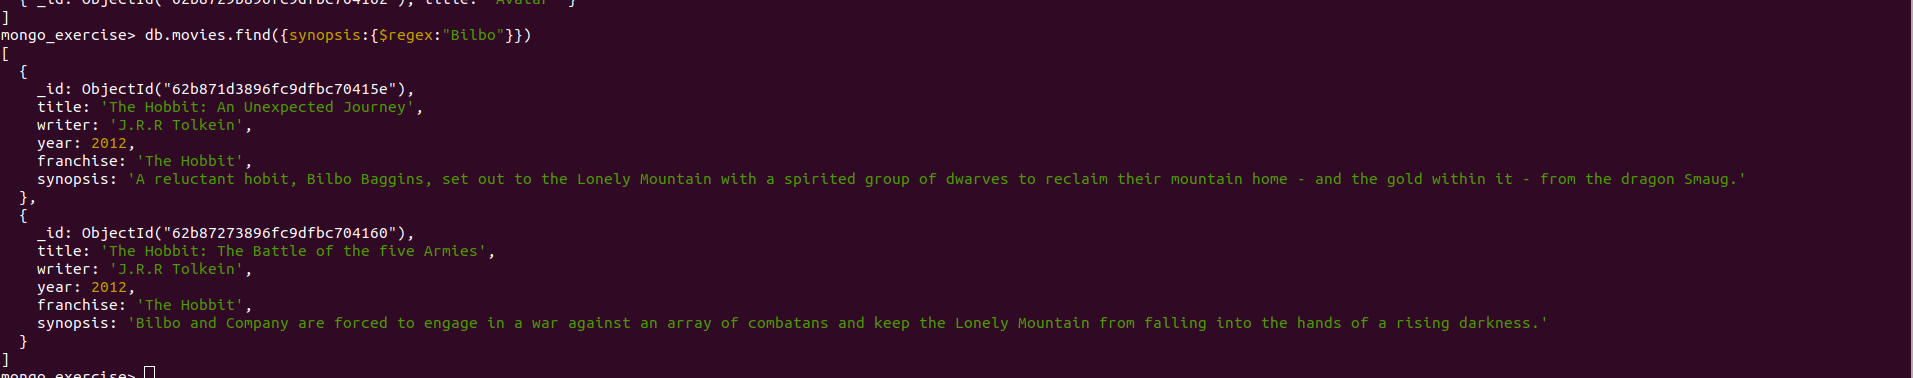 { _id: ObjectId("62b8729b896fc9dfbc704162"), title: 'Avatar' }
]
mongo_exercise> db.movies.find({synopsis:{$regex:"Bilbo"}})
[
  {
    _id: ObjectId("62b871d3896fc9dfbc70415e"),
    title: 'The Hobbit: An Unexpected Journey',
    writer: 'J.R.R Tolkein',
    year: 2012,
    franchise: 'The Hobbit',
    synopsis: 'A reluctant hobit, Bilbo Baggins, set out to the Lonely Mountain with a spirited group of dwarves to reclaim their mountain home - and the gold within it - from the dragon Smaug.'
  },
  {
    _id: ObjectId("62b87273896fc9dfbc704160"),
    title: 'The Hobbit: The Battle of the five Armies',
    writer: 'J.R.R Tolkein',
    year: 2012,
    franchise: 'The Hobbit',
    synopsis: 'Bilbo and Company are forced to engage in a war against an array of combatans and keep the Lonely Mountain from falling into the hands of a rising darkness.'
  }
]
mongo_exercise>